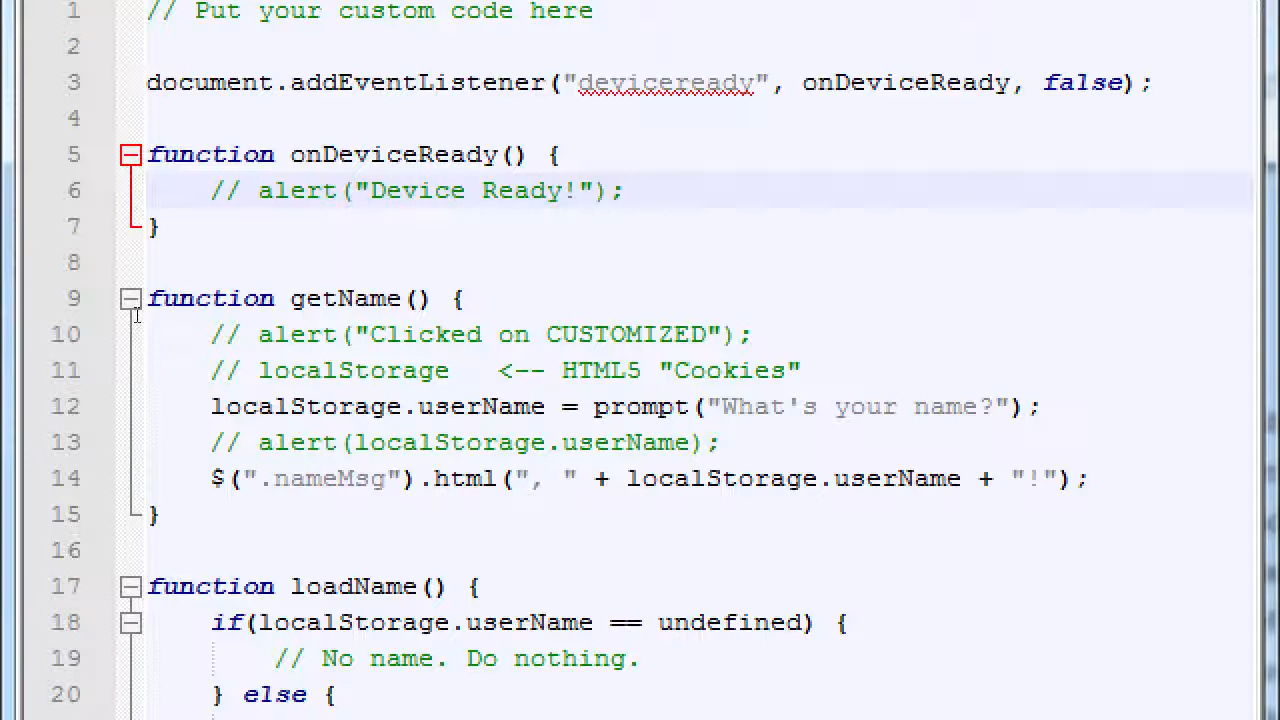 1 // Put your custom code here
2
3 document.addEventListener("deviceready", onDeviceReady, false);
4
5 function onDeviceReady() {
6 // alert("Device Ready!");
7 }
8
9 function getName() {
10 // alert("Clicked on CUSTOMIZED");
11 // localStorage <-- HTML5 "Cookies"
12 localStorage.userName = prompt("What's your name?");
13 // alert(localStorage.userName);
14 $(".nameMsg").html(", " + localStorage.userName + "!");
15 }
16
17 function loadName() {
18 if(localStorage.userName == undefined) {
19 // No name. Do nothing.
20 } else {